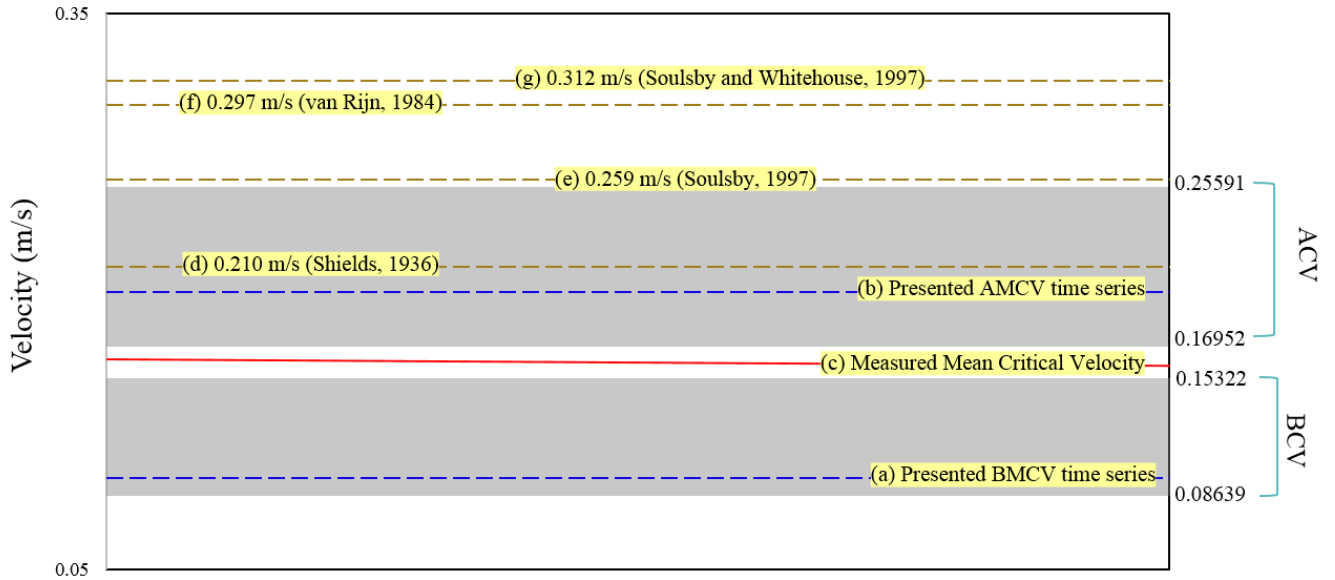 0.35
(g) 0.312 m/s (Soulsby and Whitehouse, 1997)
(f) 0.297 m/s (van Rijn, 1984)
(e) 0.259 m/s (Soulsby, 1997)
0.25591
(d) 0.210 m/s (Shields, 1936)
(b) Presented AMCV time series
ACV
Velocity (m/s)
0.16952
(c) Measured Mean Critical Velocity
0.15322
BCV
(a) Presented BMCV time series
0.08639
0.05